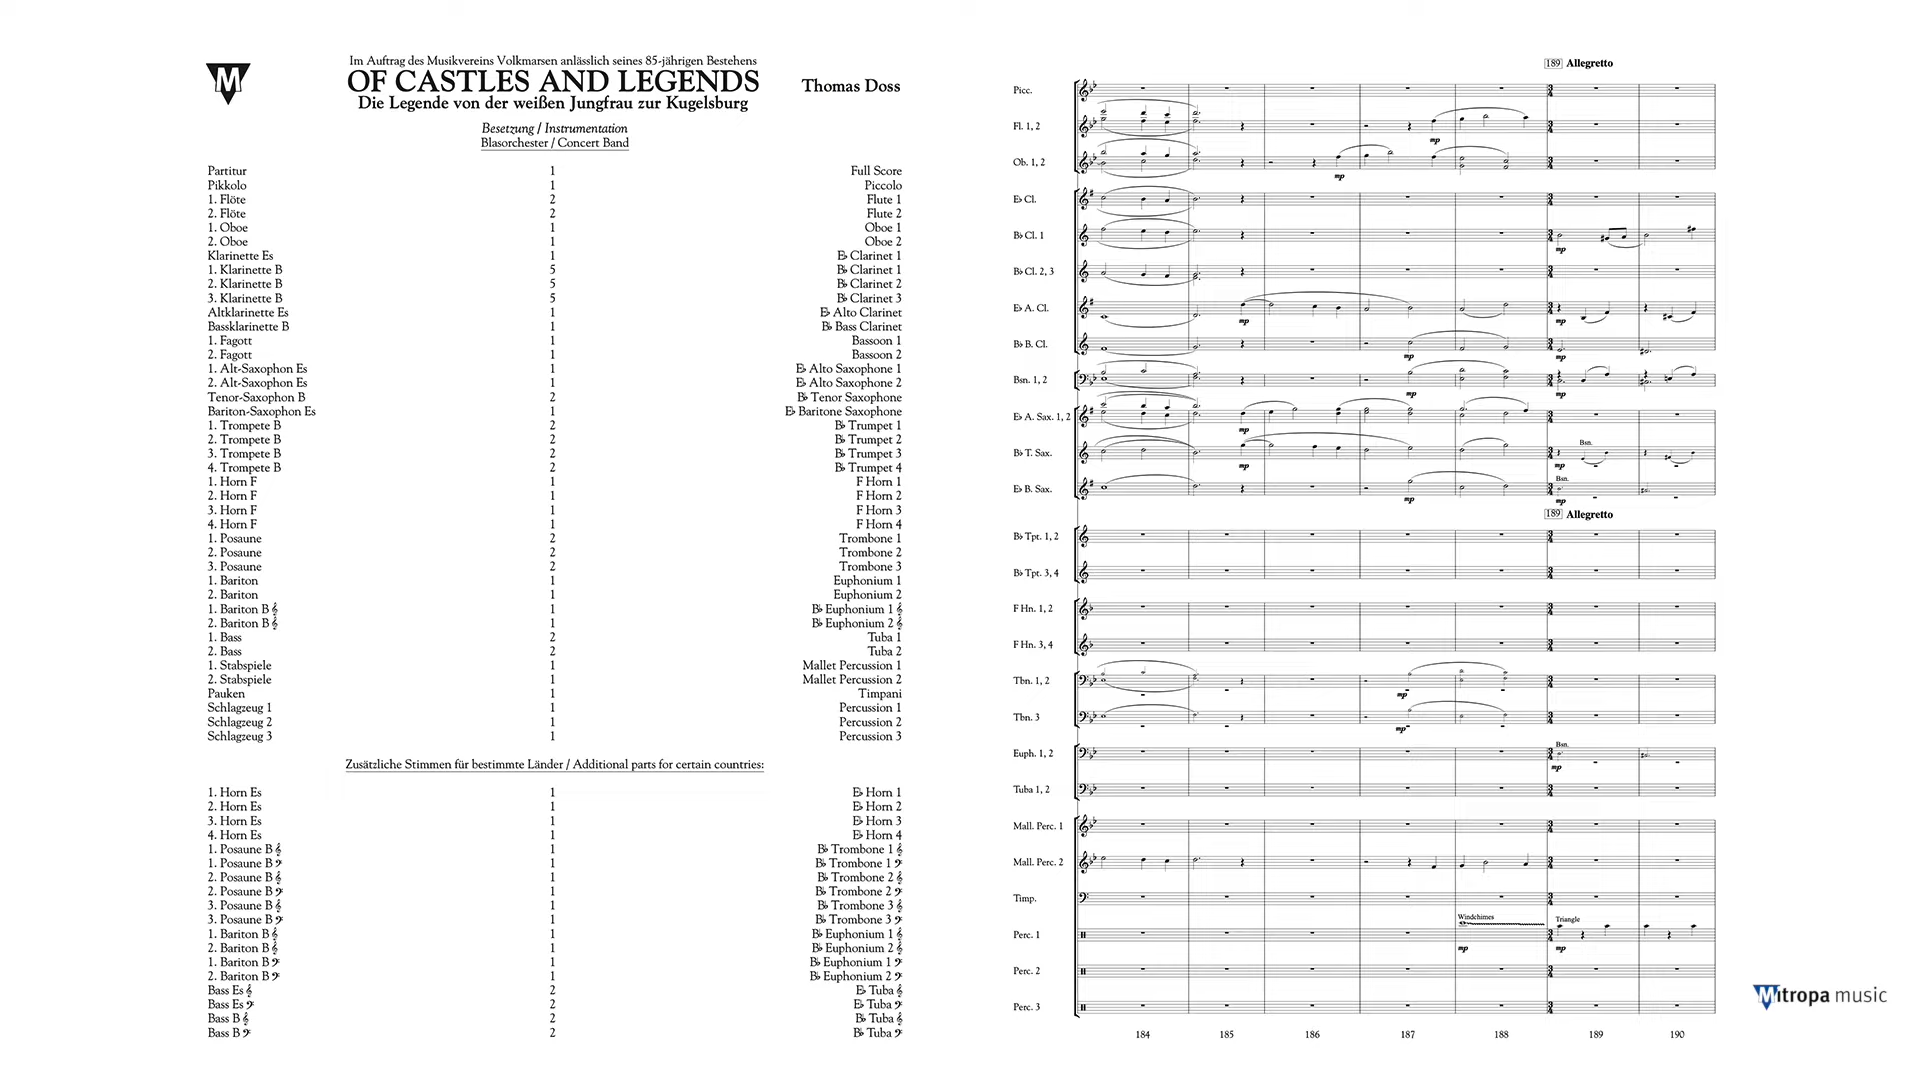 Im Auftrag des Musikvereins Volkmarsen anlässlich seines 85-jährigen Bestehens
M OF CASTLES AND LEGENDS Thomas Doss
Die Legende von der weißen Jungfrau zur Kugelsburg
Besetzung / Instrumentation
Blasorchester / Concert Band
Partitur 1 Full Score
Pikkolo 1 Piccolo
1. Flöte 2 Flute 1
2. Flöte 2 Flute 2
1. Oboe 1 Oboe 1
2. Oboe 1 Oboe 2
Klarinette Es 1 E♭ Clarinet 1
1. Klarinette B 5 B♭ Clarinet 1
2. Klarinette B 5 B♭ Clarinet 2
3. Klarinette B 5 B♭ Clarinet 3
Altklarinette Es 1 E♭ Alto Clarinet
Bassklarinette B 1 B♭ Bass Clarinet
1. Fagott 1 Bassoon 1
2. Fagott 1 Bassoon 2
1. Alt-Saxophon Es 1 E♭ Alto Saxophone 1
2. Alt-Saxophon Es 1 E♭ Alto Saxophone 2
Tenor-Saxophon B 2 B♭ Tenor Saxophone
Bariton-Saxophon Es 1 E♭ Baritone Saxophone
1. Trompete B 2 B♭ Trumpet 1
2. Trompete B 2 B♭ Trumpet 2
3. Trompete B 2 B♭ Trumpet 3
4. Trompete B 2 B♭ Trumpet 4
1. Horn F 1 F Horn 1
2. Horn F 1 F Horn 2
3. Horn F 1 F Horn 3
4. Horn F 1 F Horn 4
1. Posaune 2 Trombone 1
2. Posaune 2 Trombone 2
3. Posaune 2 Trombone 3
1. Bariton 1 Euphonium 1
2. Bariton 1 Euphonium 2
1. Bariton B 𝄞 1 B♭ Euphonium 1 𝄞
2. Bariton B 𝄞 1 B♭ Euphonium 2 𝄞
1. Bass 2 Tuba 1
2. Bass 2 Tuba 2
1. Stabspiele 1 Mallet Percussion 1
2. Stabspiele 1 Mallet Percussion 2
Pauken 1 Timpani
Schlagzeug 1 1 Percussion 1
Schlagzeug 2 1 Percussion 2
Schlagzeug 3 1 Percussion 3
Zusätzliche Stimmen für bestimmte Länder / Additional parts for certain countries:
1. Horn Es 1 E♭ Horn 1
2. Horn Es 1 E♭ Horn 2
3. Horn Es 1 E♭ Horn 3
4. Horn Es 1 E♭ Horn 4
1. Posaune B 𝄞 1 B♭ Trombone 1 𝄞
1. Posaune B 𝄢 1 B♭ Trombone 1 𝄢
2. Posaune B 𝄞 1 B♭ Trombone 2 𝄞
2. Posaune B 𝄢 1 B♭ Trombone 2 𝄢
3. Posaune B 𝄞 1 B♭ Trombone 3 𝄞
3. Posaune B 𝄢 1 B♭ Trombone 3 𝄢
1. Bariton B 𝄞 1 B♭ Euphonium 1 𝄞
2. Bariton B 𝄞 1 B♭ Euphonium 2 𝄞
1. Bariton B 𝄢 1 B♭ Euphonium 1 𝄢
2. Bariton B 𝄢 1 B♭ Euphonium 2 𝄢
Bass Es 𝄞 2 E♭ Tuba 𝄞
Bass Es 𝄢 2 E♭ Tuba 𝄢
Bass B 𝄞 2 B♭ Tuba 𝄞
Bass B 𝄢 2 B♭ Tuba 𝄢
189 Allegretto
Picc.
Fl. 1, 2
mp
Ob. 1, 2
mp
E♭ Cl.
B♭ Cl. 1
mp
B♭ Cl. 2, 3
E♭ A. Cl.
mp mp
B♭ B. Cl.
mp mp
Bsn. 1, 2
mp mp
E♭ A. Sax. 1, 2
mp
Bsn.
B♭ T. Sax.
mp mp
Bsn.
E♭ B. Sax.
mp mp
189 Allegretto
B♭ Tpt. 1, 2
B♭ Tpt. 3, 4
F Hn. 1, 2
F Hn. 3, 4
Tbn. 1, 2
mp
Tbn. 3
mp
Bsn.
Euph. 1, 2
mp
Tuba 1, 2
Mall. Perc. 1
Mall. Perc. 2
Timp.
Windchimes Triangle
Perc. 1
mp mp
Perc. 2
Perc. 3
184 185 186 187 188 189 190
Mitropa music